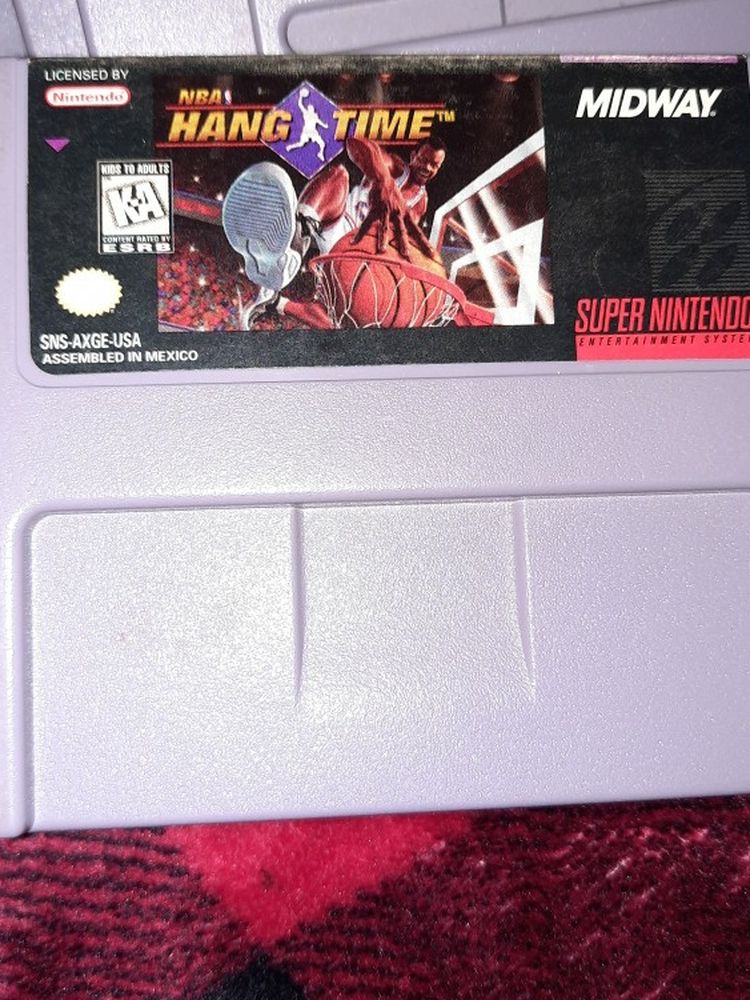 LICENSED BY
Nintendo
NBA
HANG TIME™
MIDWAY®
KIDS TO ADULTS
K-A
CONTENT RATED BY
ESRB
SNS-AXGE-USA
ASSEMBLED IN MEXICO
SUPER NINTENDO
ENTERTAINMENT SYSTEM